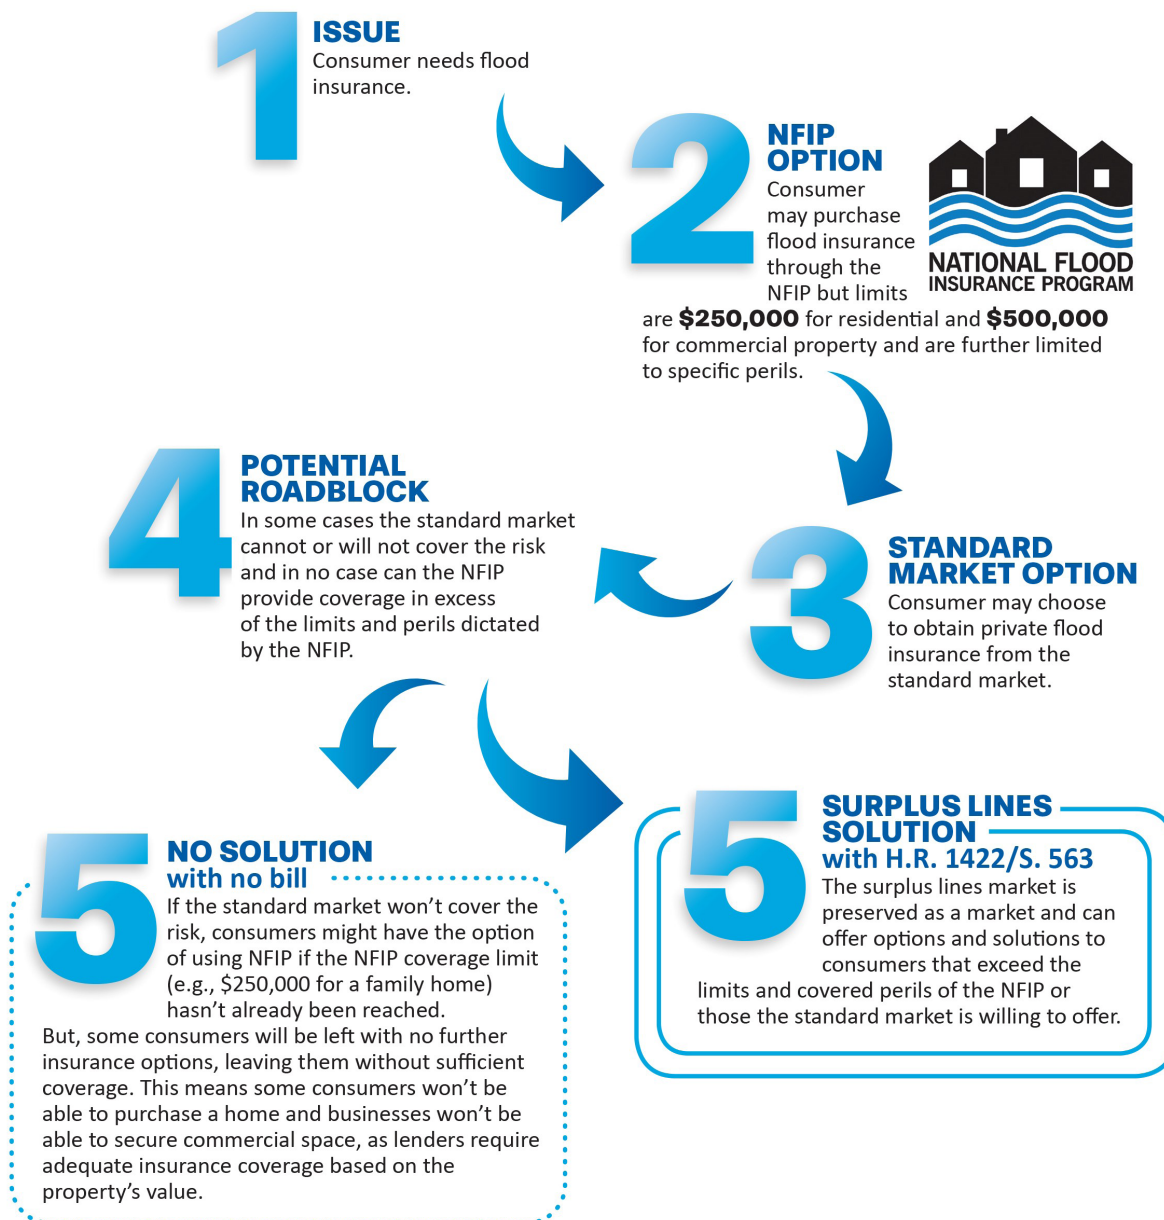 1
ISSUE
Consumer needs flood
insurance.
2
NFIP
OPTION
Consumer
may purchase
flood insurance
through the
NFIP but limits
are $250,000 for residential and $500,000
for commercial property and are further limited
to specific perils.
NATIONAL FLOOD
INSURANCE PROGRAM
3
STANDARD
MARKET OPTION
Consumer may choose
to obtain private flood
insurance from the
standard market.
4
POTENTIAL
ROADBLOCK
In some cases the standard market
cannot or will not cover the risk
and in no case can the NFIP
provide coverage in excess
of the limits and perils dictated
by the NFIP.
5
NO SOLUTION
with no bill
If the standard market won’t cover the
risk, consumers might have the option
of using NFIP if the NFIP coverage limit
(e.g., $250,000 for a family home)
hasn’t already been reached.
But, some consumers will be left with no further
insurance options, leaving them without sufficient
coverage. This means some consumers won’t be
able to purchase a home and businesses won’t be
able to secure commercial space, as lenders require
adequate insurance coverage based on the
property’s value.
5
SURPLUS LINES
SOLUTION
with H.R. 1422/S. 563
The surplus lines market is
preserved as a market and can
offer options and solutions to
consumers that exceed the
limits and covered perils of the NFIP or
those the standard market is willing to offer.